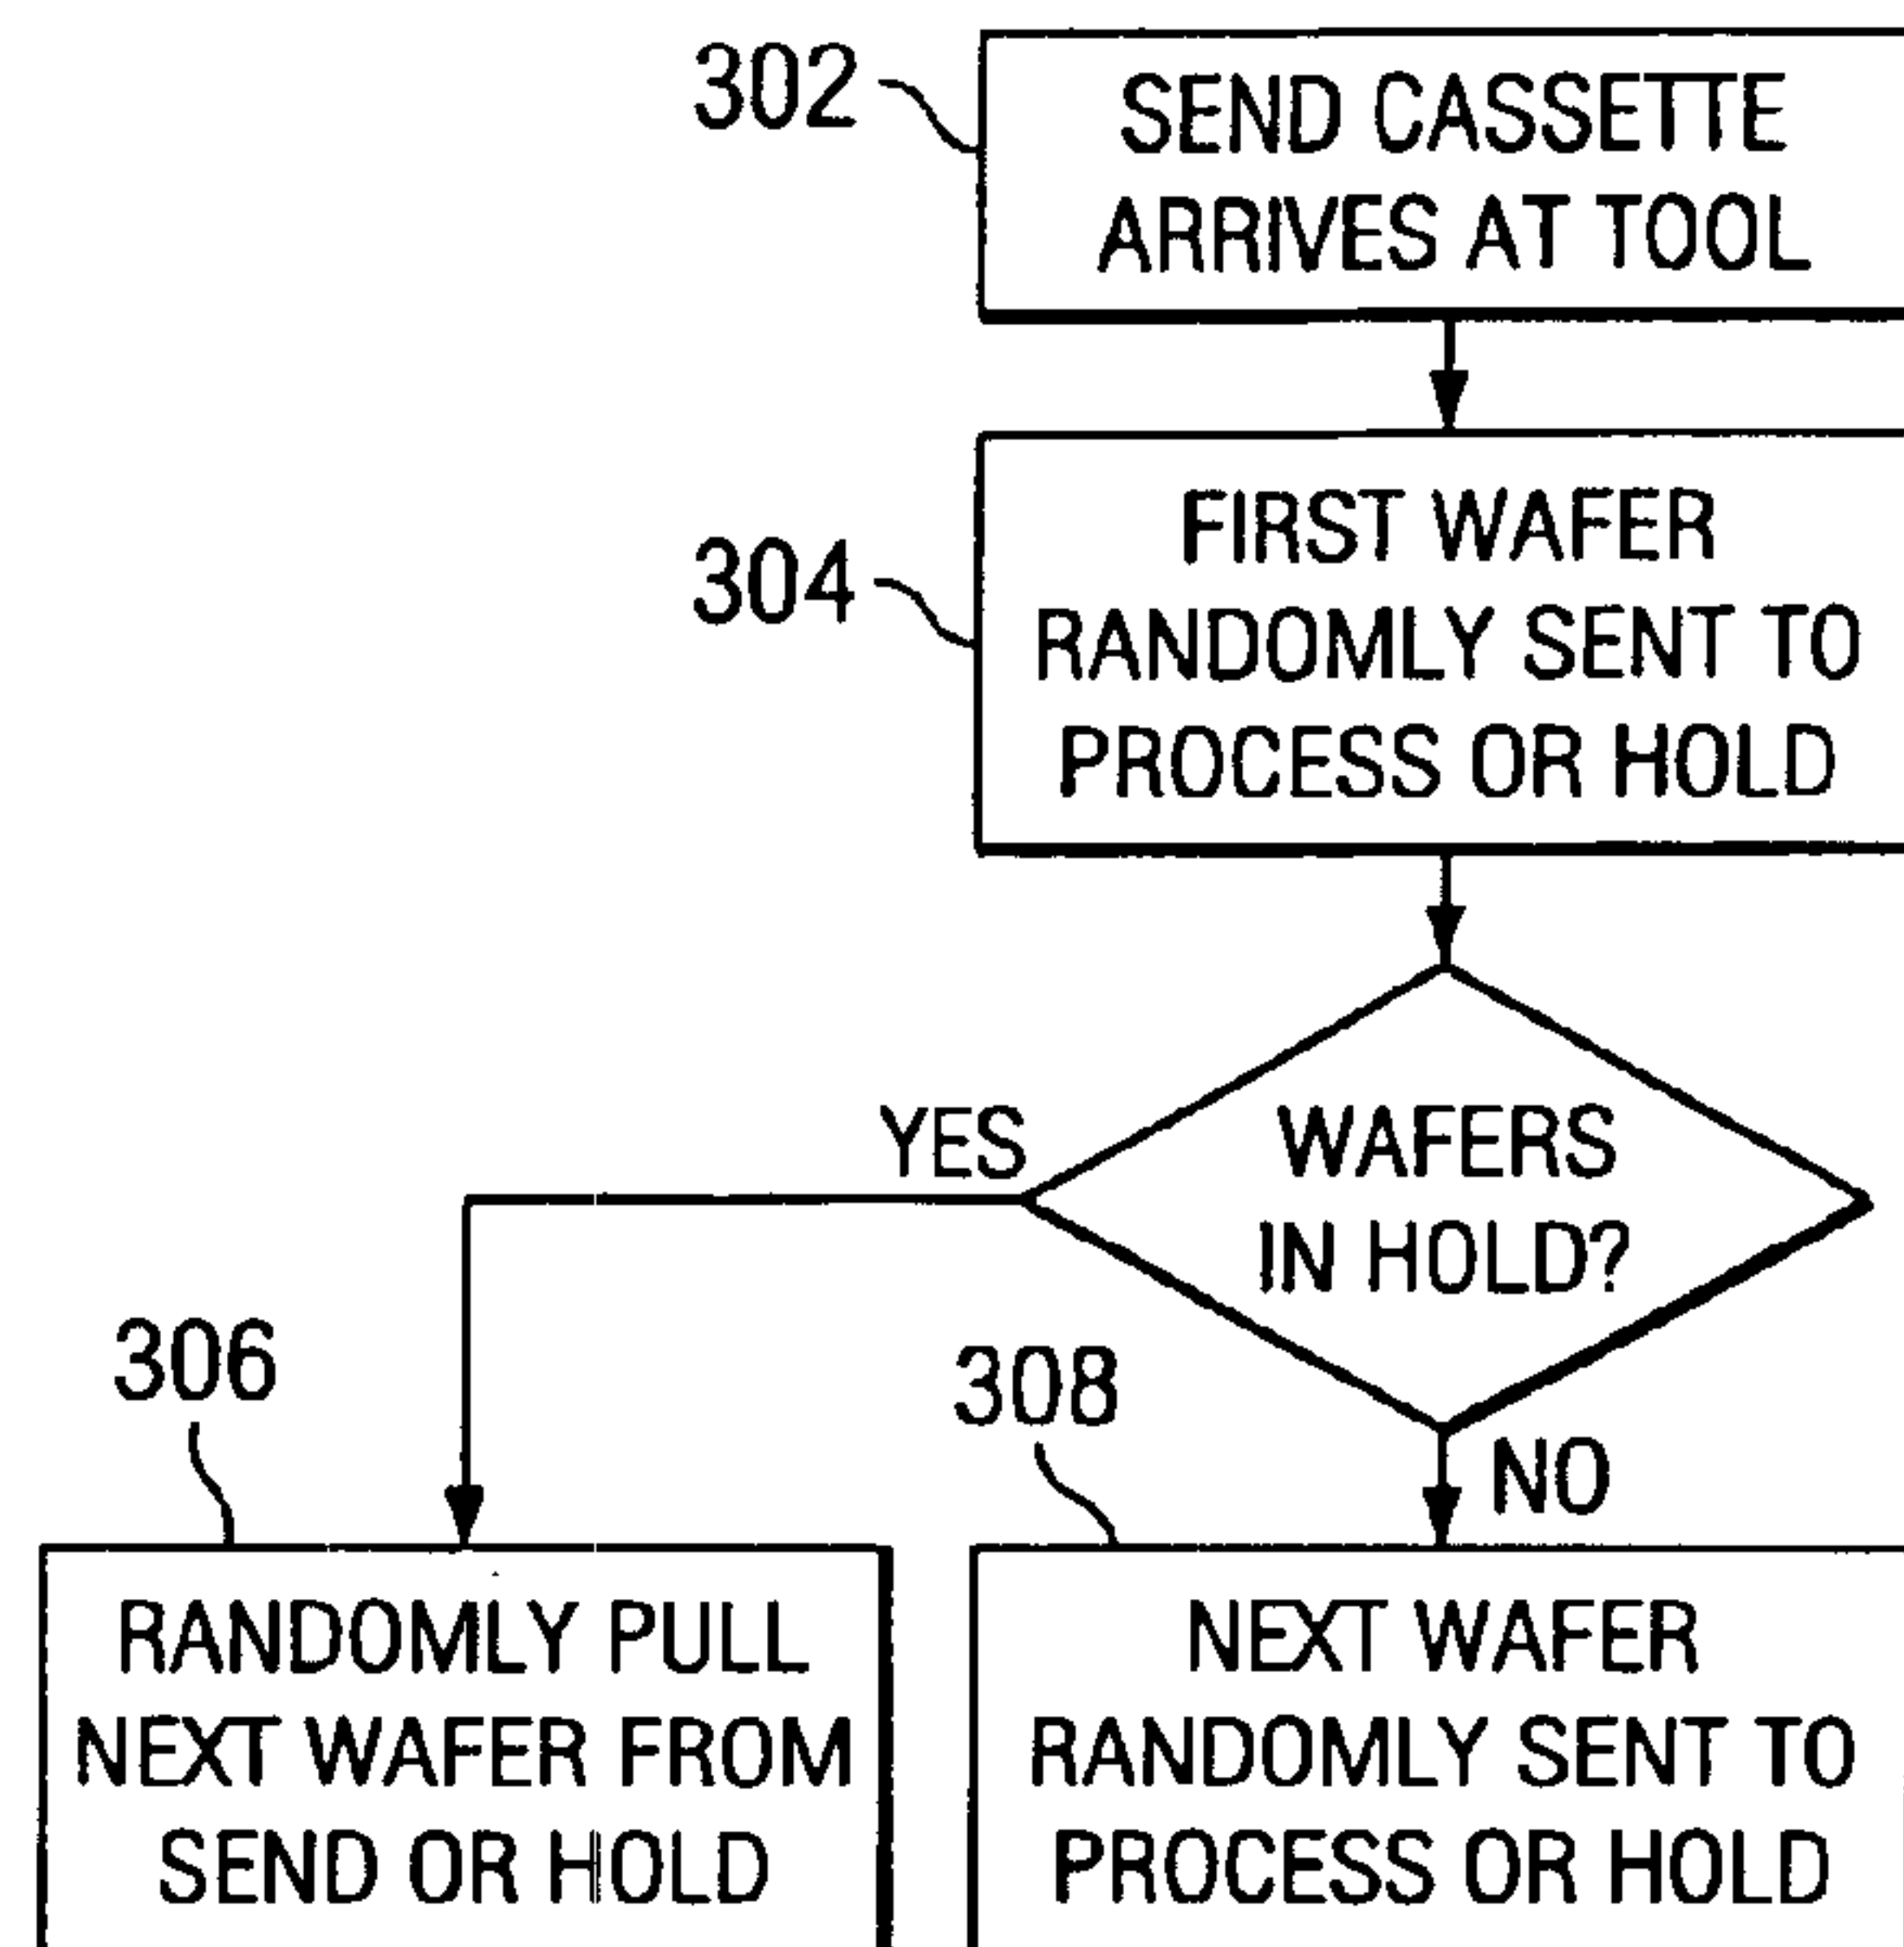 302
SEND CASSETTE
ARRIVES AT TOOL
304
FIRST WAFER
RANDOMLY SENT TO
PROCESS OR HOLD
YES
WAFERS
IN HOLD?
NO
306
RANDOMLY PULL
NEXT WAFER FROM
SEND OR HOLD
308
NEXT WAFER
RANDOMLY SENT TO
PROCESS OR HOLD